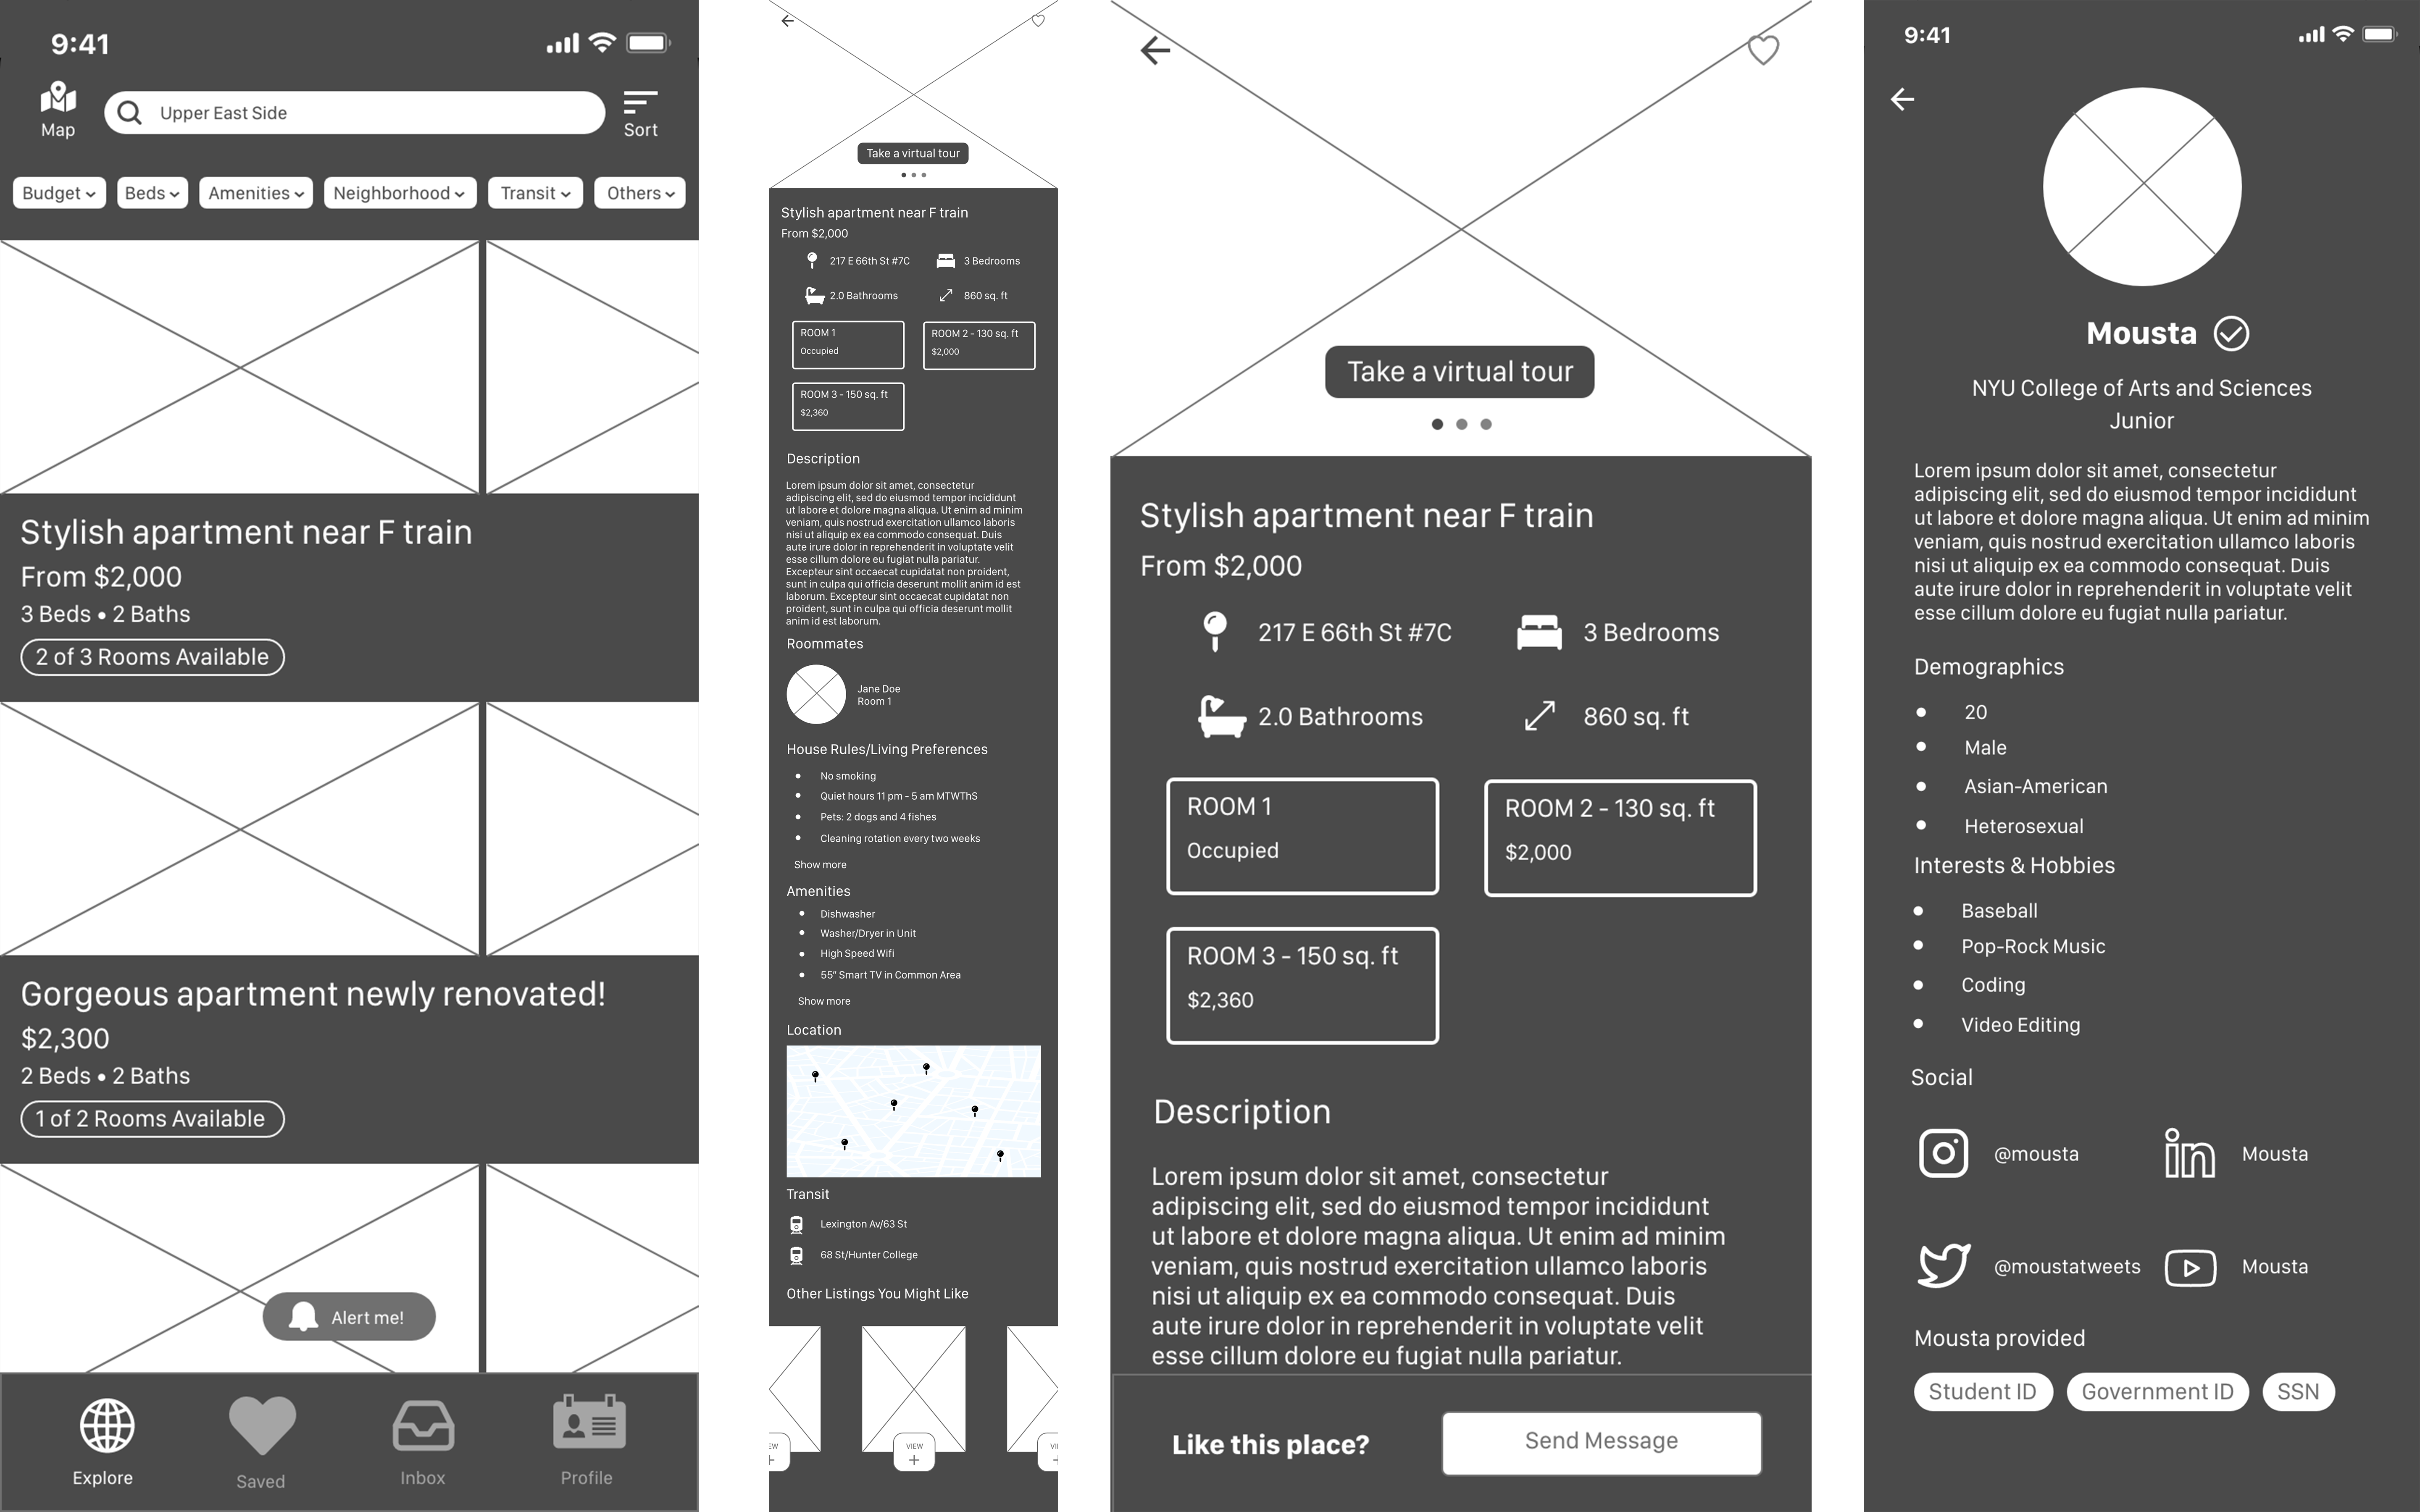 9:41
Map
Upper East Side
Sort
Budget
Beds
Amenities
Neighborhood
Transit
Others
Stylish apartment near F train
From $2,000
3 Beds • 2 Baths
2 of 3 Rooms Available
Gorgeous apartment newly renovated!
$2,300
2 Beds • 2 Baths
1 of 2 Rooms Available
Alert me!
Explore
Saved
Inbox
Profile
Take a virtual tour
Stylish apartment near F train
From $2,000
217 E 66th St #7C
3 Bedrooms
2.0 Bathrooms
860 sq. ft
ROOM 1
Occupied
ROOM 2 - 130 sq. ft
$2,000
ROOM 3 - 150 sq. ft
$2,360
Description
Lorem ipsum dolor sit amet, consectetur
adipiscing elit, sed do eiusmod tempor incididunt
ut labore et dolore magna aliqua. Ut enim ad minim
veniam, quis nostrud exercitation ullamco laboris
nisi ut aliquip ex ea commodo consequat. Duis
aute irure dolor in reprehenderit in voluptate velit
esse cillum dolore eu fugiat nulla pariatur.
Excepteur sint occaecat cupidatat non proident,
sunt in culpa qui officia deserunt mollit anim id est
laborum. Excepteur sint occaecat cupidatat non
proident, sunt in culpa qui officia deserunt mollit
anim id est laborum.
Roommates
Jane Doe
Room 1
House Rules/Living Preferences
• No smoking
• Quiet hours 11 pm - 5 am MTWThS
• Pets: 2 dogs and 4 fishes
• Cleaning rotation every two weeks
Show more
Amenities
• Dishwasher
• Washer/Dryer in Unit
• High Speed Wifi
• 55" Smart TV in Common Area
Show more
Location
Transit
Lexington Av/63 St
68 St/Hunter College
Other Listings You Might Like
EW
+
VIEW
+
VI
+
Take a virtual tour
Stylish apartment near F train
From $2,000
217 E 66th St #7C
3 Bedrooms
2.0 Bathrooms
860 sq. ft
ROOM 1
Occupied
ROOM 2 - 130 sq. ft
$2,000
ROOM 3 - 150 sq. ft
$2,360
Description
Lorem ipsum dolor sit amet, consectetur
adipiscing elit, sed do eiusmod tempor incididunt
ut labore et dolore magna aliqua. Ut enim ad minim
veniam, quis nostrud exercitation ullamco laboris
nisi ut aliquip ex ea commodo consequat. Duis
aute irure dolor in reprehenderit in voluptate velit
esse cillum dolore eu fugiat nulla pariatur.
Like this place?
Send Message
9:41
Mousta
NYU College of Arts and Sciences
Junior
Lorem ipsum dolor sit amet, consectetur
adipiscing elit, sed do eiusmod tempor incididunt
ut labore et dolore magna aliqua. Ut enim ad minim
veniam, quis nostrud exercitation ullamco laboris
nisi ut aliquip ex ea commodo consequat. Duis
aute irure dolor in reprehenderit in voluptate velit
esse cillum dolore eu fugiat nulla pariatur.
Demographics
• 20
• Male
• Asian-American
• Heterosexual
Interests & Hobbies
• Baseball
• Pop-Rock Music
• Coding
• Video Editing
Social
@mousta
in
Mousta
@moustatweets
Mousta
Mousta provided
Student ID
Government ID
SSN